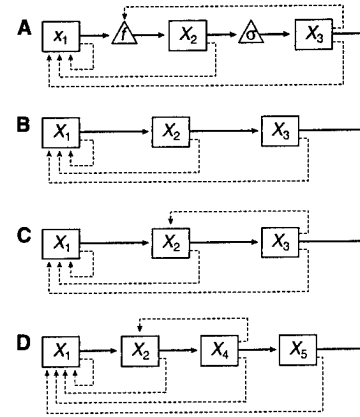 A x₁ f X₂ σ X₃
B X₁ X₂ X₃
C X₁ X₂ X₃
D X₁ X₂ X₄ X₅